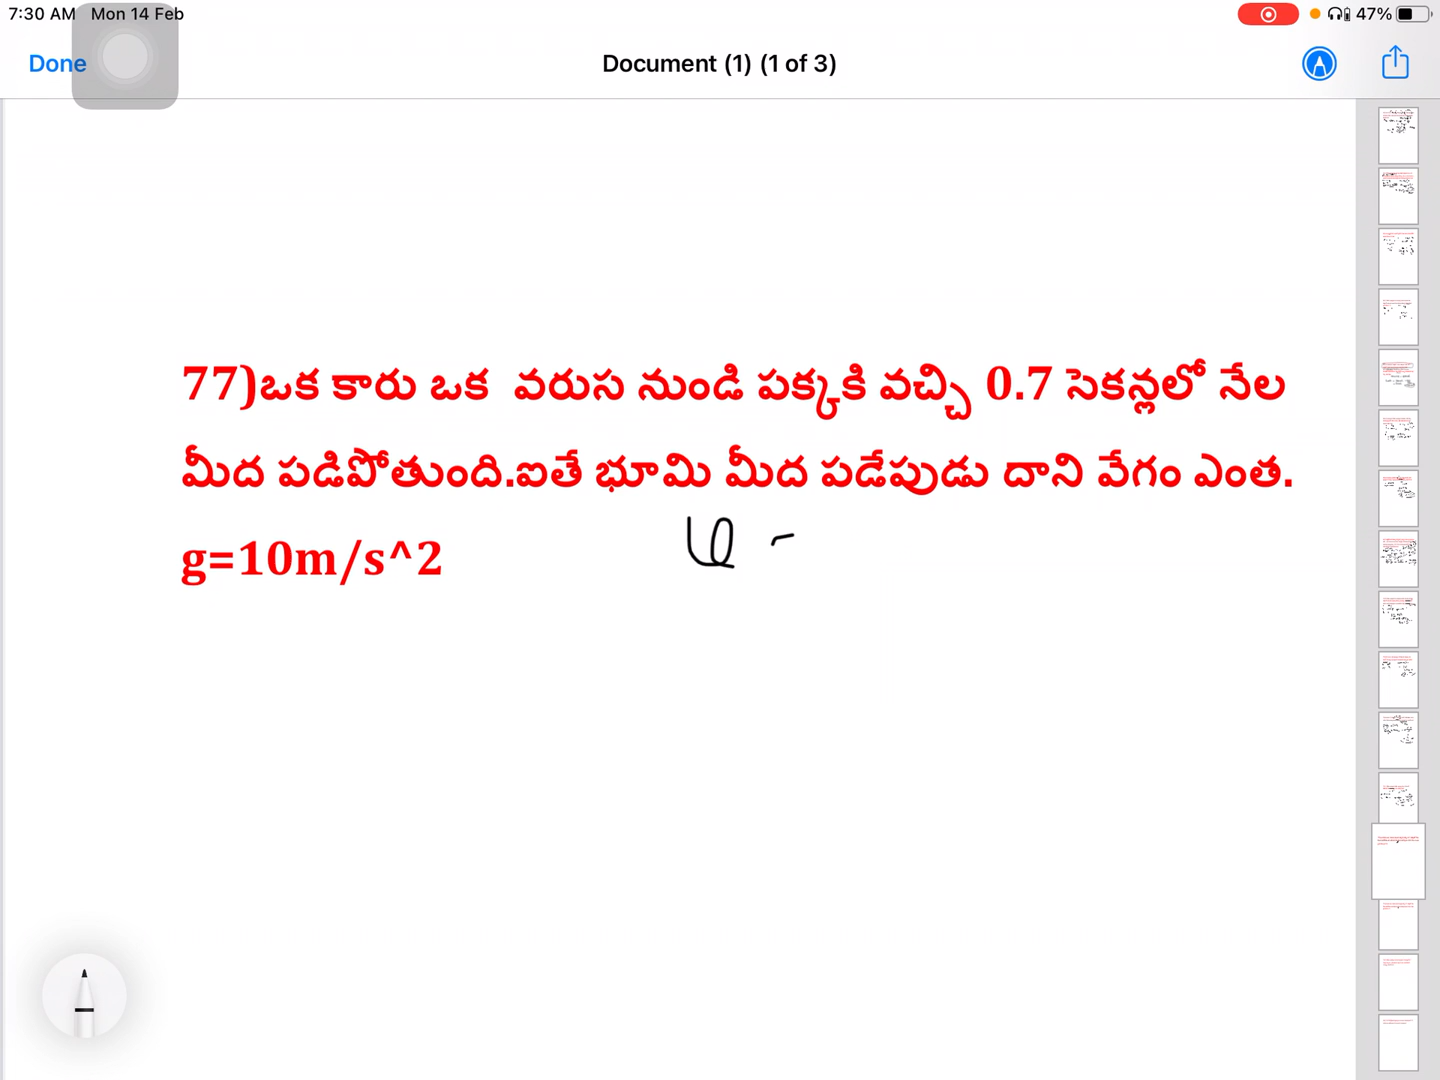 7:30 AM Mon 14 Feb
47%
Done
Document (1) (1 of 3)
77)ఒక కారు ఒక వరుస నుండి పక్కకి వచ్చి 0.7 సెకన్లలో నేల
మీద పడిపోతుంది.ఐతే భూమి మీద పడేపుడు దాని వేగం ఎంత.
g=10m/s^2